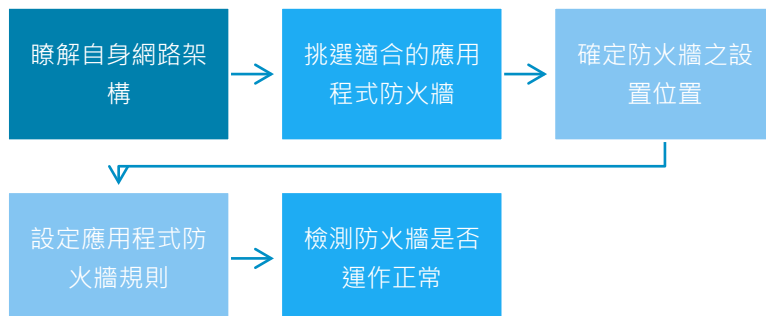 瞭解自身網路架
構
挑選適合的應用
程式防火牆
確定防火牆之設
置位置
設定應用程式防
火牆規則
檢測防火牆是否
運作正常